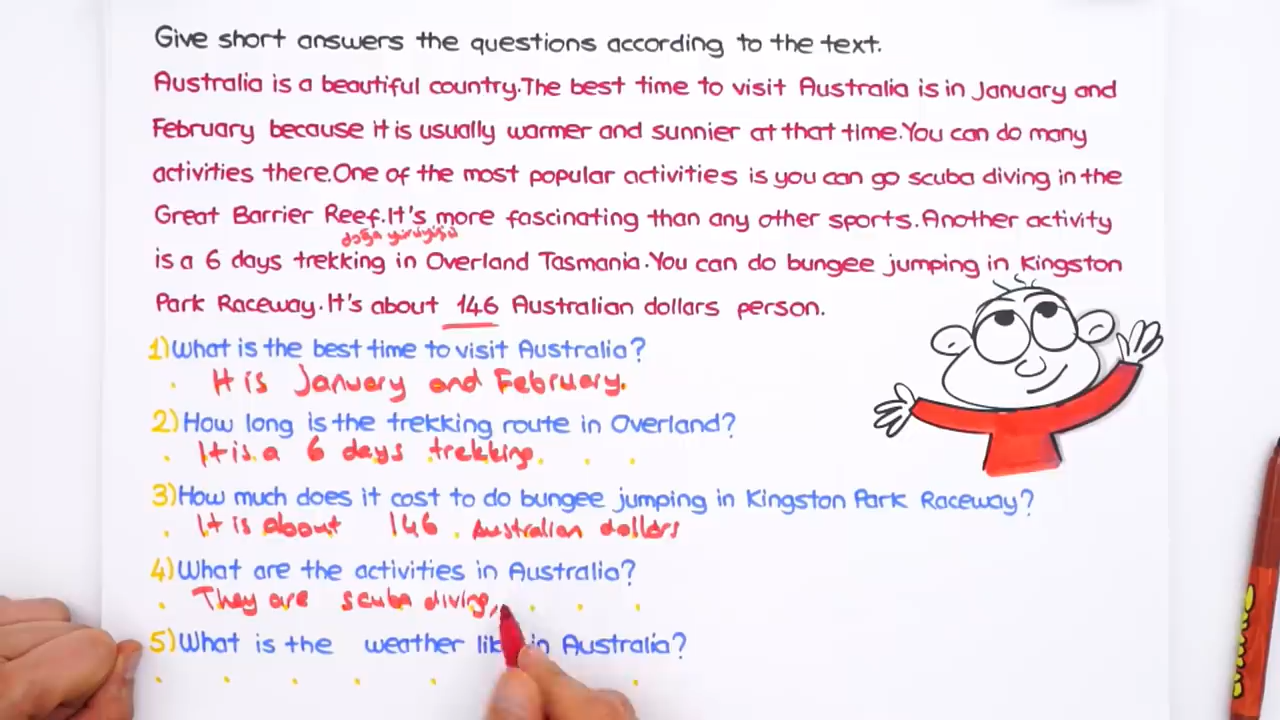 Give short answers the questions according to the text.
Australia is a beautiful country.The best time to visit Australia is in January and
February because it is usually warmer and sunnier at that time.You can do many
activities there.One of the most popular activities is you can go scuba diving in the
Great Barrier Reef.It's more fascinating than any other sports.Another activity
doğa yürüyüşü
is a 6 days trekking in Overland Tasmania.You can do bungee jumping in Kingston
Park Raceway.It's about 146 Australian dollars person.
1)What is the best time to visit Australia?
It is January and February.
2)How long is the trekking route in Overland?
It is a 6 days trekking.
3)How much does it cost to do bungee jumping in Kingston Park Raceway?
It is about 146 Australian dollars
4)What are the activities in Australia?
They are scuba diving,
5)What is the weather in Australia?